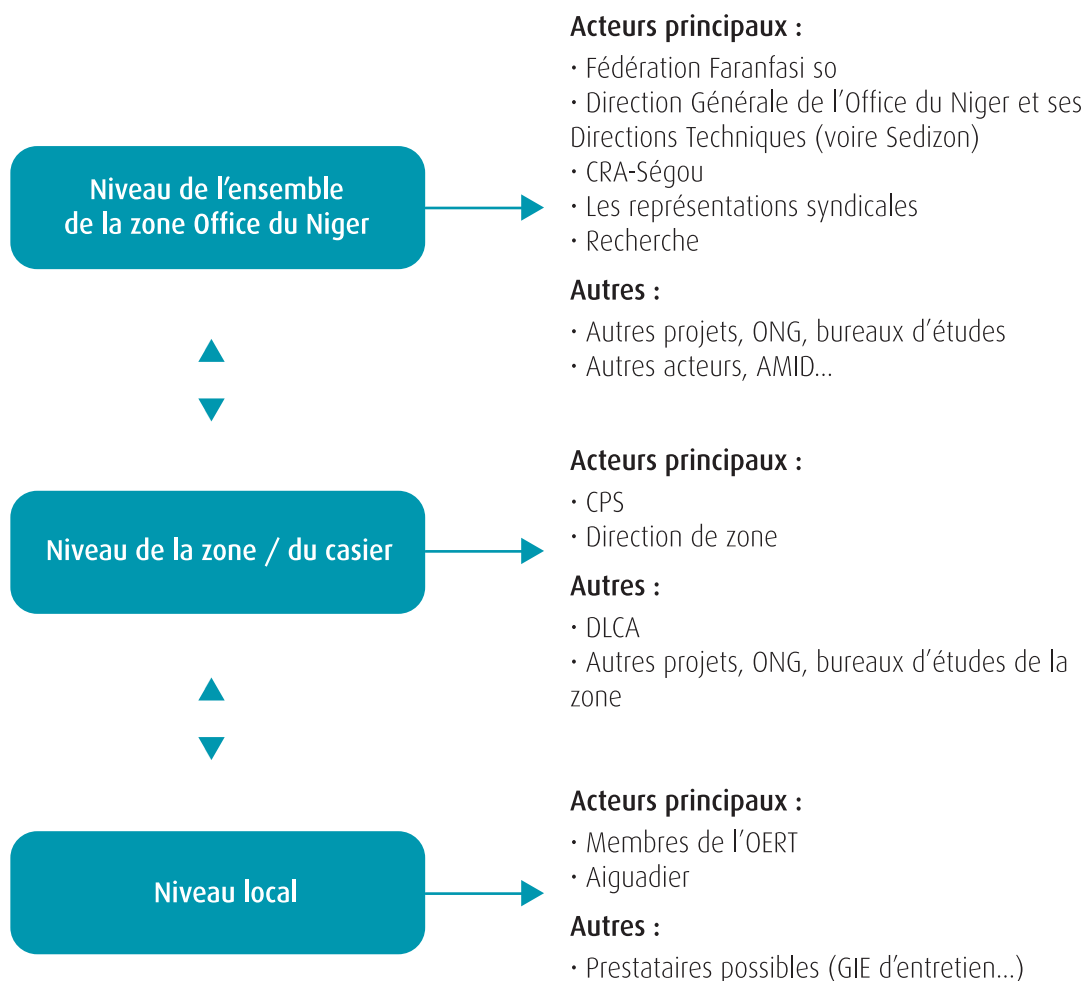 Niveau de l'ensemble
de la zone Office du Niger
Acteurs principaux :
· Fédération Faranfasi so
· Direction Générale de l'Office du Niger et ses
Directions Techniques (voire Sedizon)
· CRA-Ségou
· Les représentations syndicales
· Recherche
Autres :
· Autres projets, ONG, bureaux d'études
· Autres acteurs, AMID...
Niveau de la zone / du casier
Acteurs principaux :
· CPS
· Direction de zone
Autres :
· DLCA
· Autres projets, ONG, bureaux d'études de la
zone
Niveau local
Acteurs principaux :
· Membres de l'OERT
· Aiguadier
Autres :
· Prestataires possibles (GIE d'entretien...)